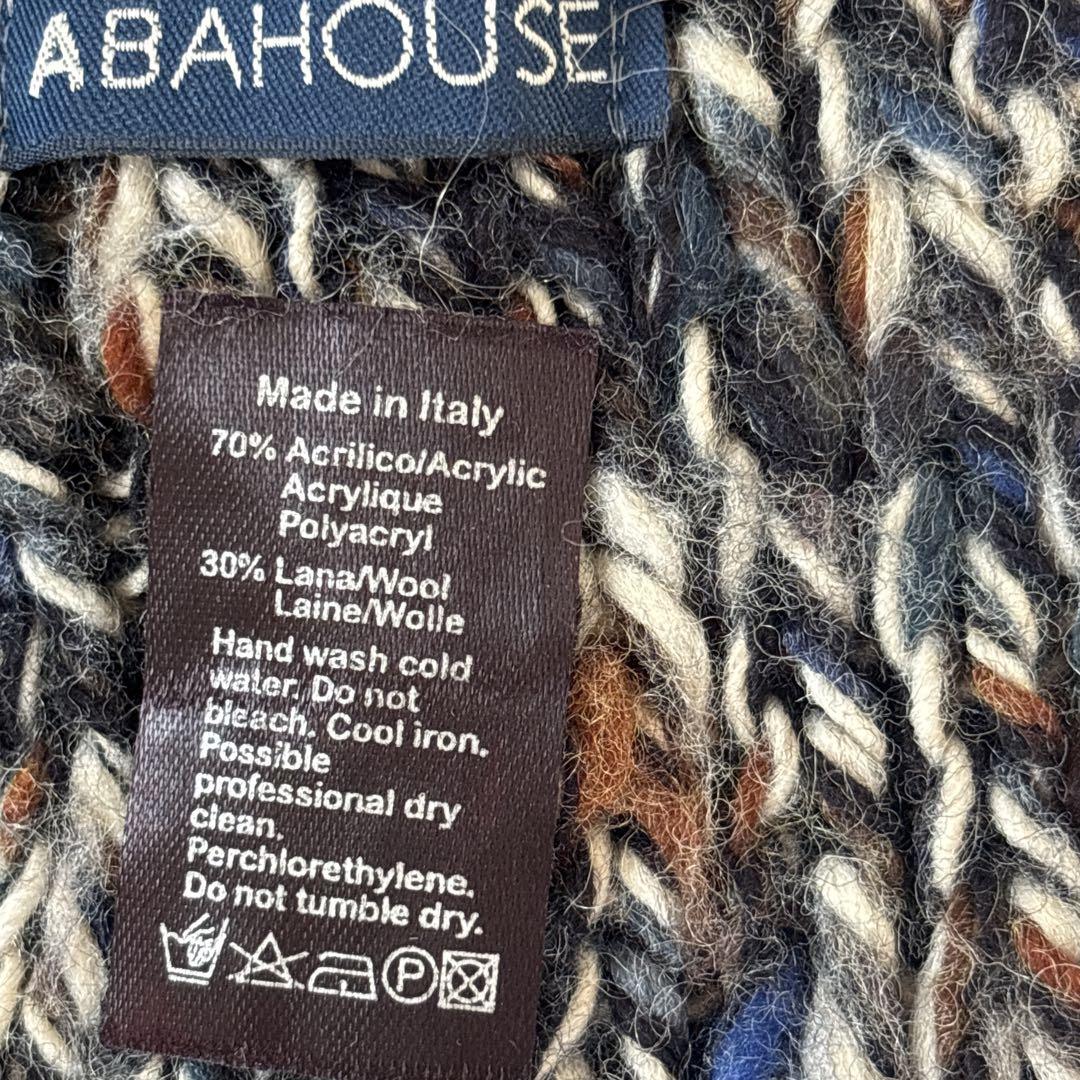 ABAHOUSE
Made in Italy
70% Acrilico/Acrylic
Acrylique
Polyacryl
30% Lana/Wool
Laine/Wolle
Hand wash cold
water. Do not
bleach. Cool iron.
Possible
professional dry
clean.
Perchlorethylene.
Do not tumble dry.
P